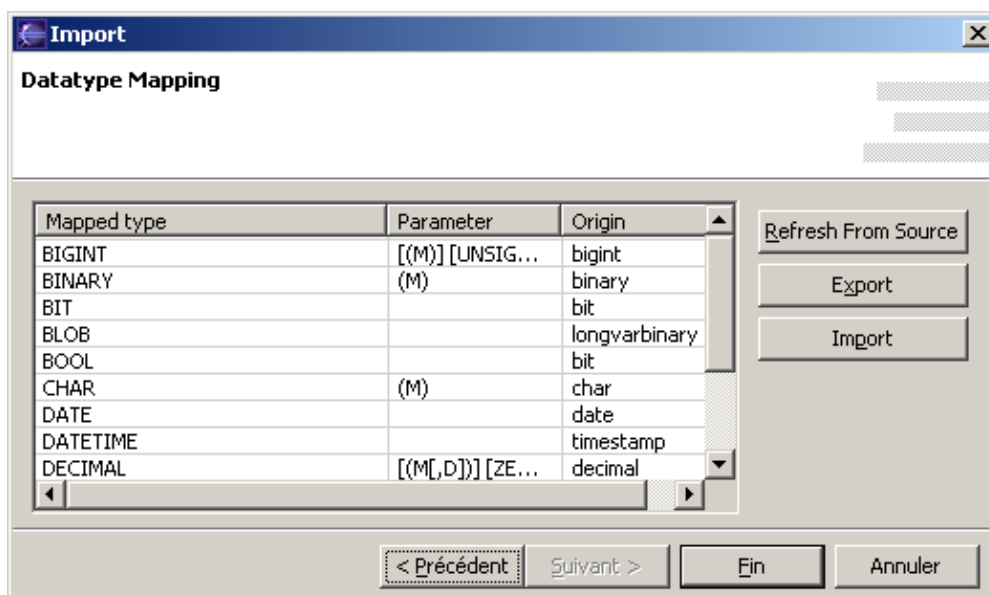 Import
Datatype Mapping
Mapped type Parameter Origin
BIGINT [(M)] [UNSIG... bigint
BINARY (M) binary
BIT bit
BLOB longvarbinary
BOOL bit
CHAR (M) char
DATE date
DATETIME timestamp
DECIMAL [(M[,D])] [ZE... decimal
Refresh From Source
Export
Import
< Précédent Suivant > Fin Annuler